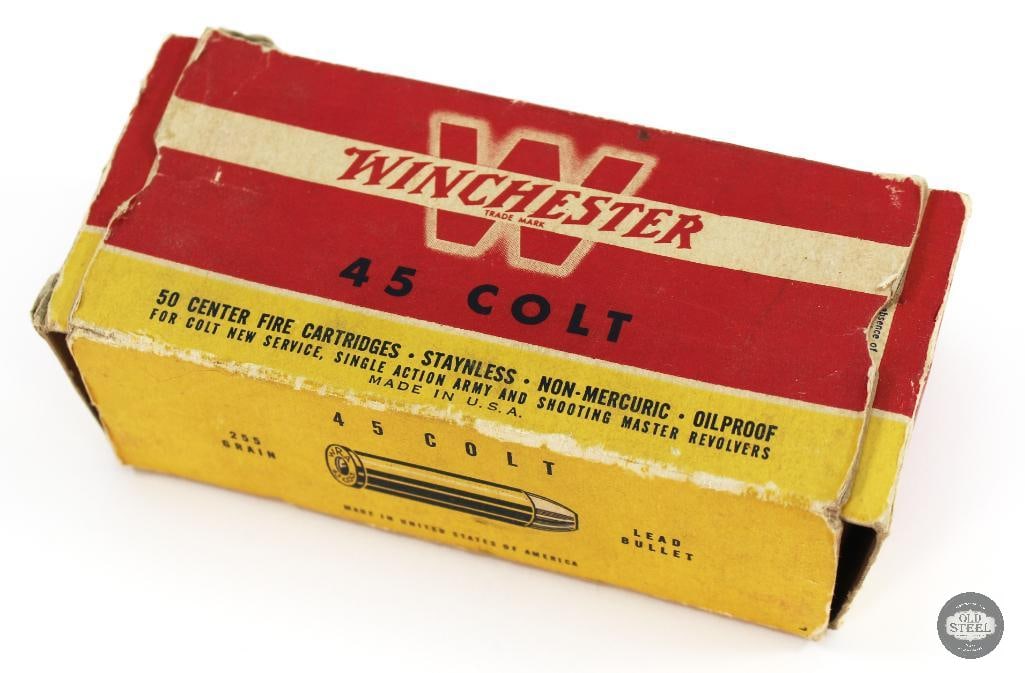 W
WINCHESTER
TRADE MARK
45 COLT
50 CENTER FIRE CARTRIDGES · STAYNLESS · NON-MERCURIC · OILPROOF
FOR COLT NEW SERVICE, SINGLE ACTION ARMY AND SHOOTING MASTER REVOLVERS
MADE IN U.S.A.
45 COLT
255
GRAIN
MADE IN UNITED STATES OF AMERICA
LEAD
BULLET
absence of
OLD
STEEL